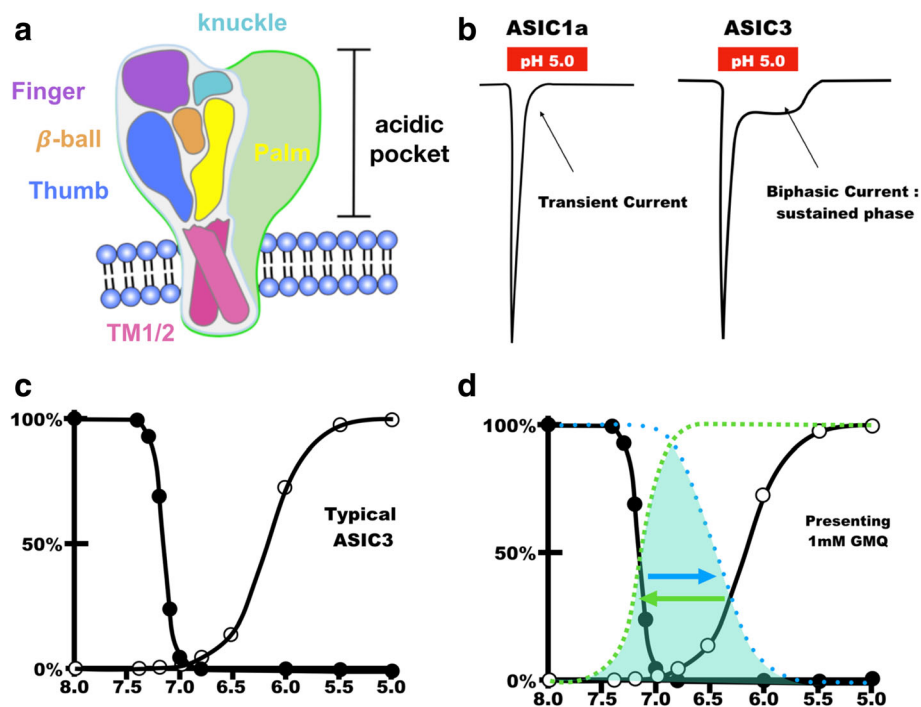 a
knuckle
Finger
β-ball
Thumb
Palm
acidic
pocket
TM1/2
b
ASIC1a
ASIC3
pH 5.0
pH 5.0
Transient Current
Biphasic Current :
sustained phase
c
100%
50%
0%
Typical
ASIC3
8.0 7.5 7.0 6.5 6.0 5.5 5.0
d
100%
50%
0%
Presenting
1mM GMQ
8.0 7.5 7.0 6.5 6.0 5.5 5.0